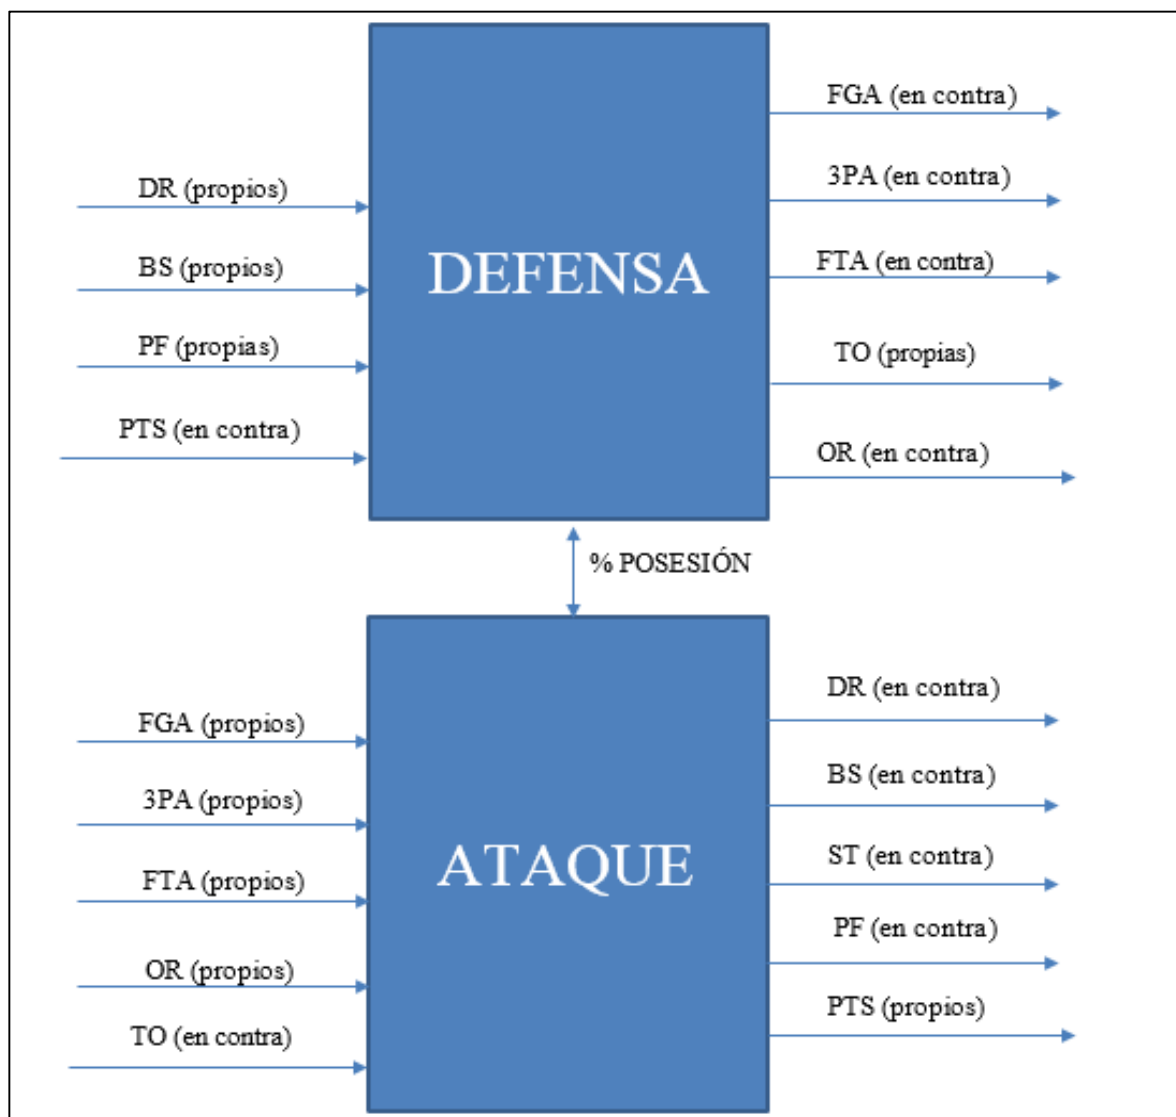 FGA (en contra)
DR (propios)
3PA (en contra)
BS (propios)
DEFENSA
FTA (en contra)
PF (propias)
TO (propias)
PTS (en contra)
OR (en contra)
% POSESIÓN
FGA (propios)
DR (en contra)
3PA (propios)
BS (en contra)
FTA (propios)
ATAQUE
ST (en contra)
OR (propios)
PF (en contra)
TO (en contra)
PTS (propios)